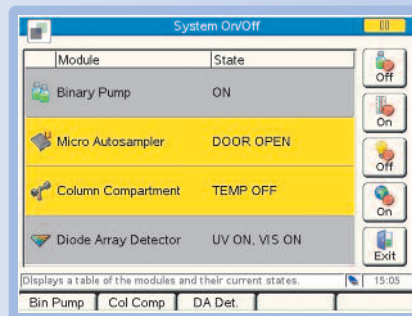 System On/Off
Module State
Binary Pump ON
Off
On
Micro Autosampler DOOR OPEN
Off
Column Compartment TEMP OFF
On
Diode Array Detector UV ON, VIS ON
Exit
Displays a table of the modules and their current states. 15:05
Bin Pump Col Comp DA Det.